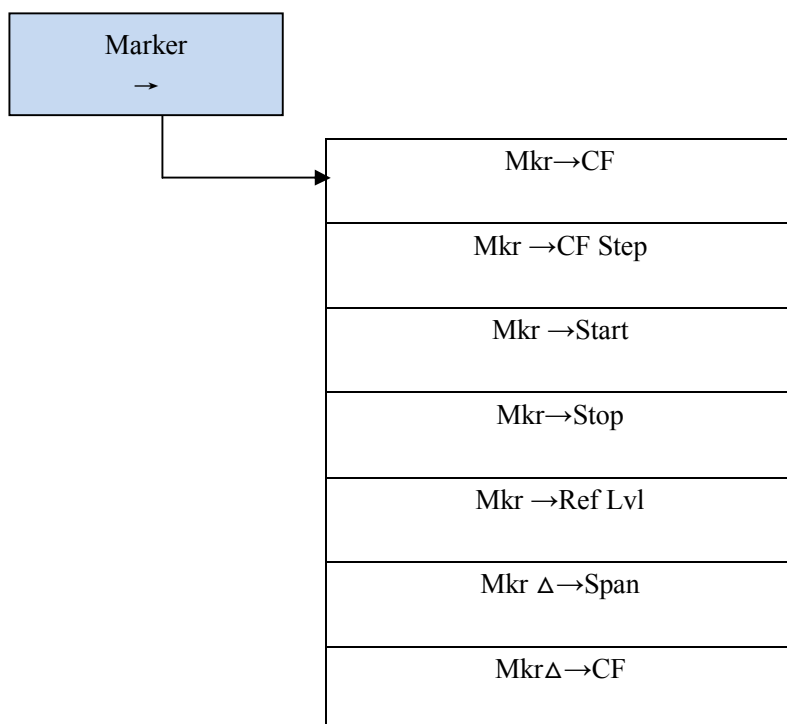 Marker
→
Mkr→CF
Mkr →CF Step
Mkr →Start
Mkr→Stop
Mkr →Ref Lvl
Mkr △→Span
Mkr△→CF